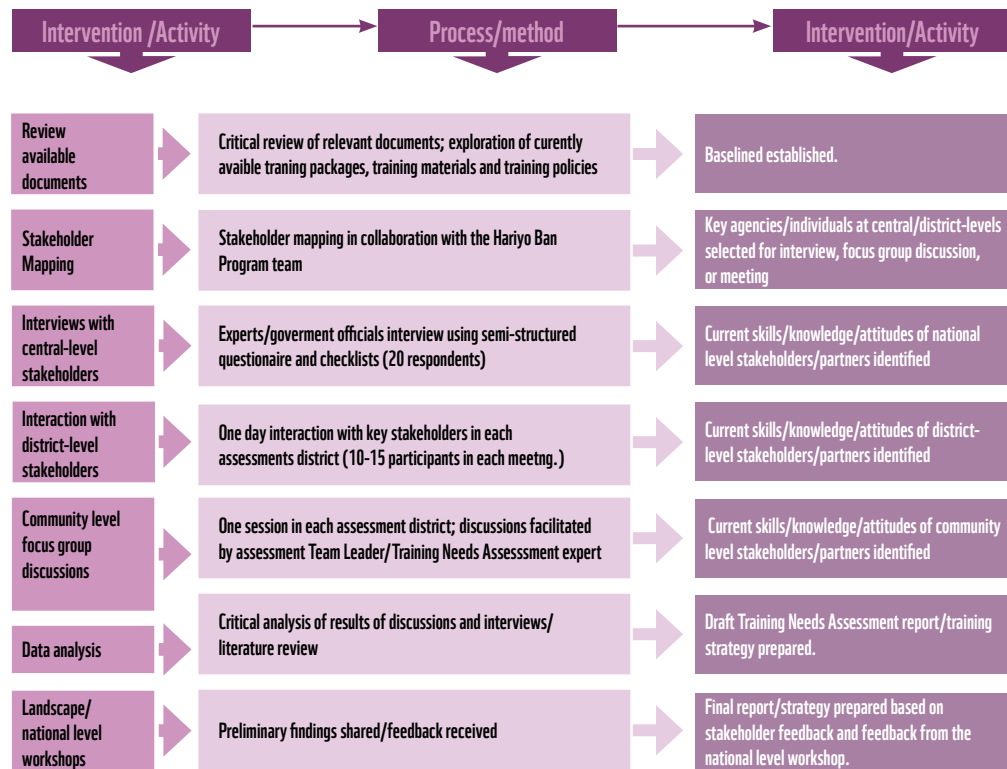 Intervention /Activity
Process/method
Intervention/Activity
Review
available
documents
Critical review of relevant documents; exploration of curently
avaible traning packages, training materials and training policies
Baselined established.
Stakeholder
Mapping
Stakeholder mapping in collaboration with the Hariyo Ban
Program team
Key agencies/individuals at central/district-levels
selected for interview, focus group discussion,
or meeting
Interviews with
central-level
stakeholders
Experts/goverment officials interview using semi-structured
questionaire and checklists (20 respondents)
Current skills/knowledge/attitudes of national
level stakeholders/partners identified
Interaction with
district-level
stakeholders
One day interaction with key stakeholders in each
assessments district (10-15 participants in each meetng.)
Current skills/knowledge/attitudes of district-
level stakeholders/partners identified
Community level
focus group
discussions
One session in each assessment district; discussions facilitated
by assessment Team Leader/Training Needs Assesssment expert
Current skills/knowledge/attitudes of community
level stakeholders/partners identified
Data analysis
Critical analysis of results of discussions and interviews/
literature review
Draft Training Needs Assessment report/training
strategy prepared.
Landscape/
national level
workshops
Preliminary findings shared/feedback received
Final report/strategy prepared based on
stakeholder feedback and feedback from the
national level workshop.